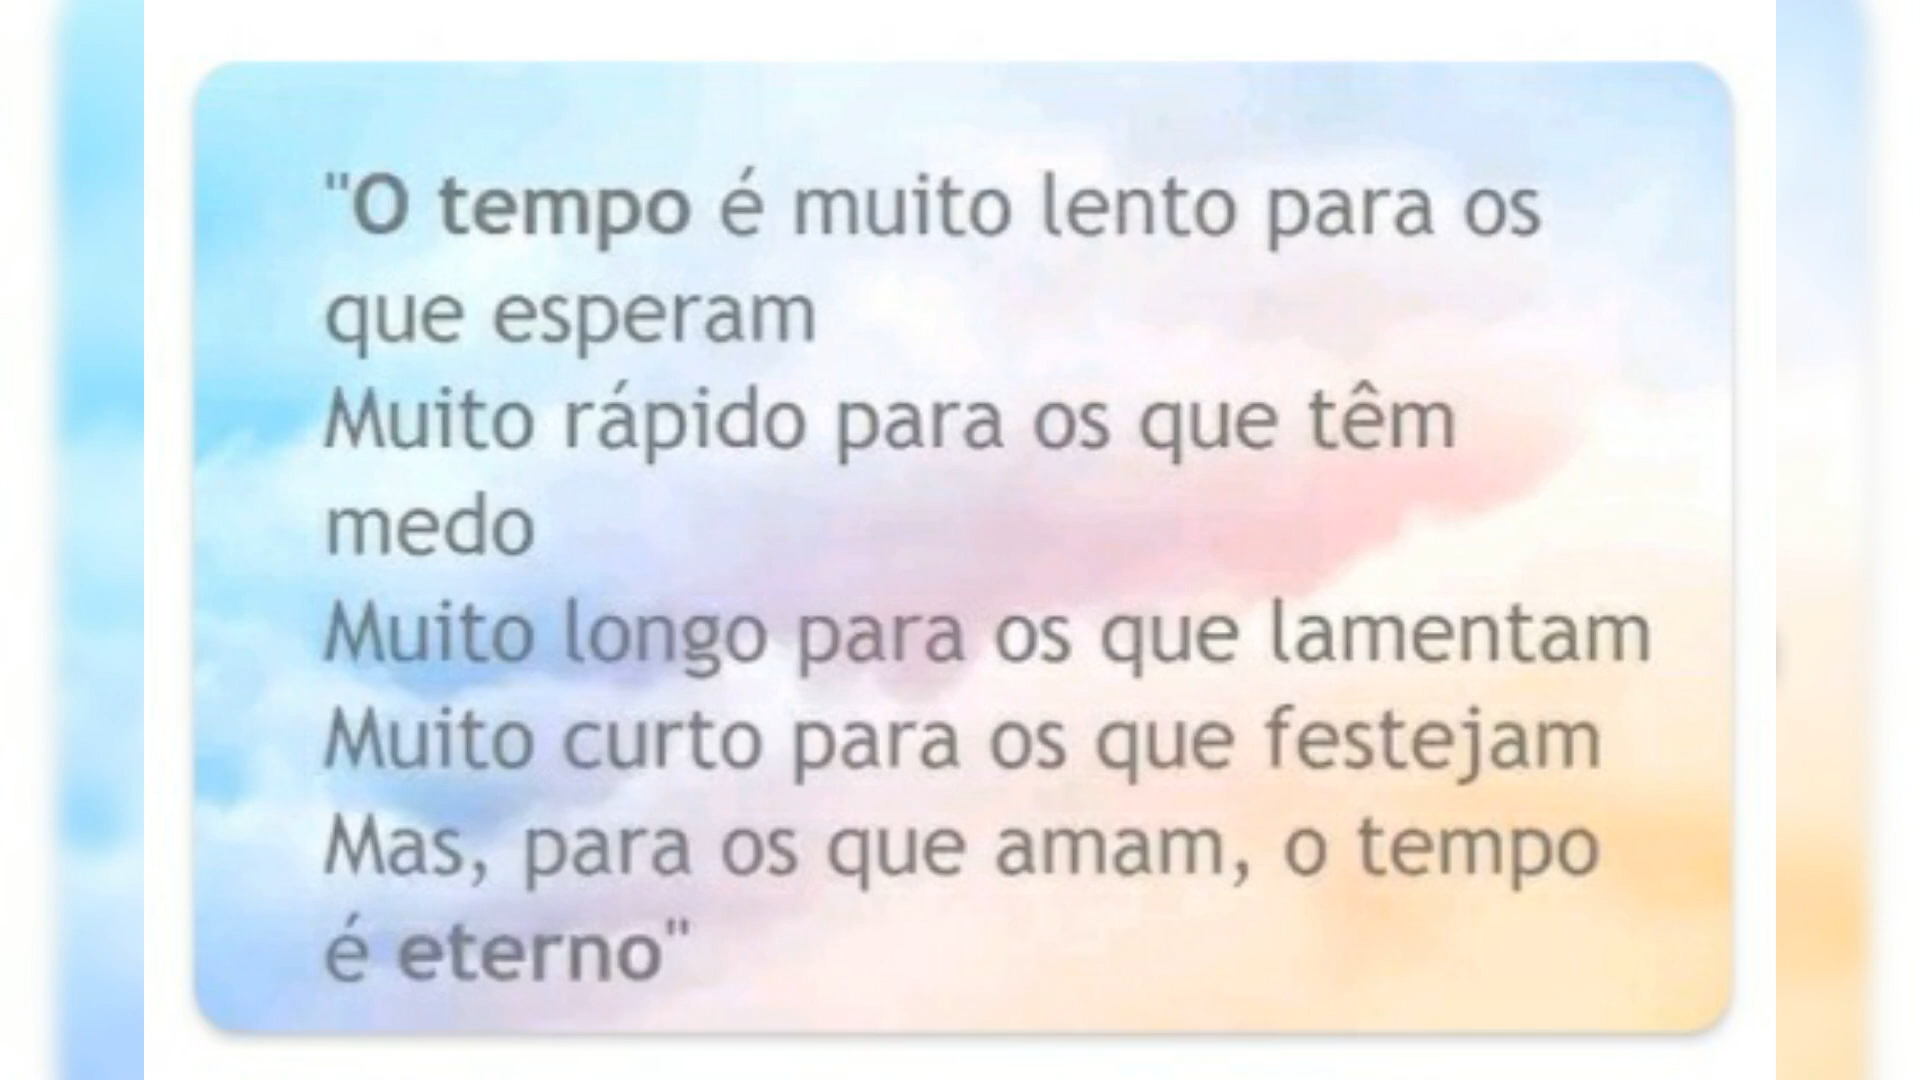 "O tempo é muito lento para os
que esperam
Muito rápido para os que têm
medo
Muito longo para os que lamentam
Muito curto para os que festejam
Mas, para os que amam, o tempo
é eterno"